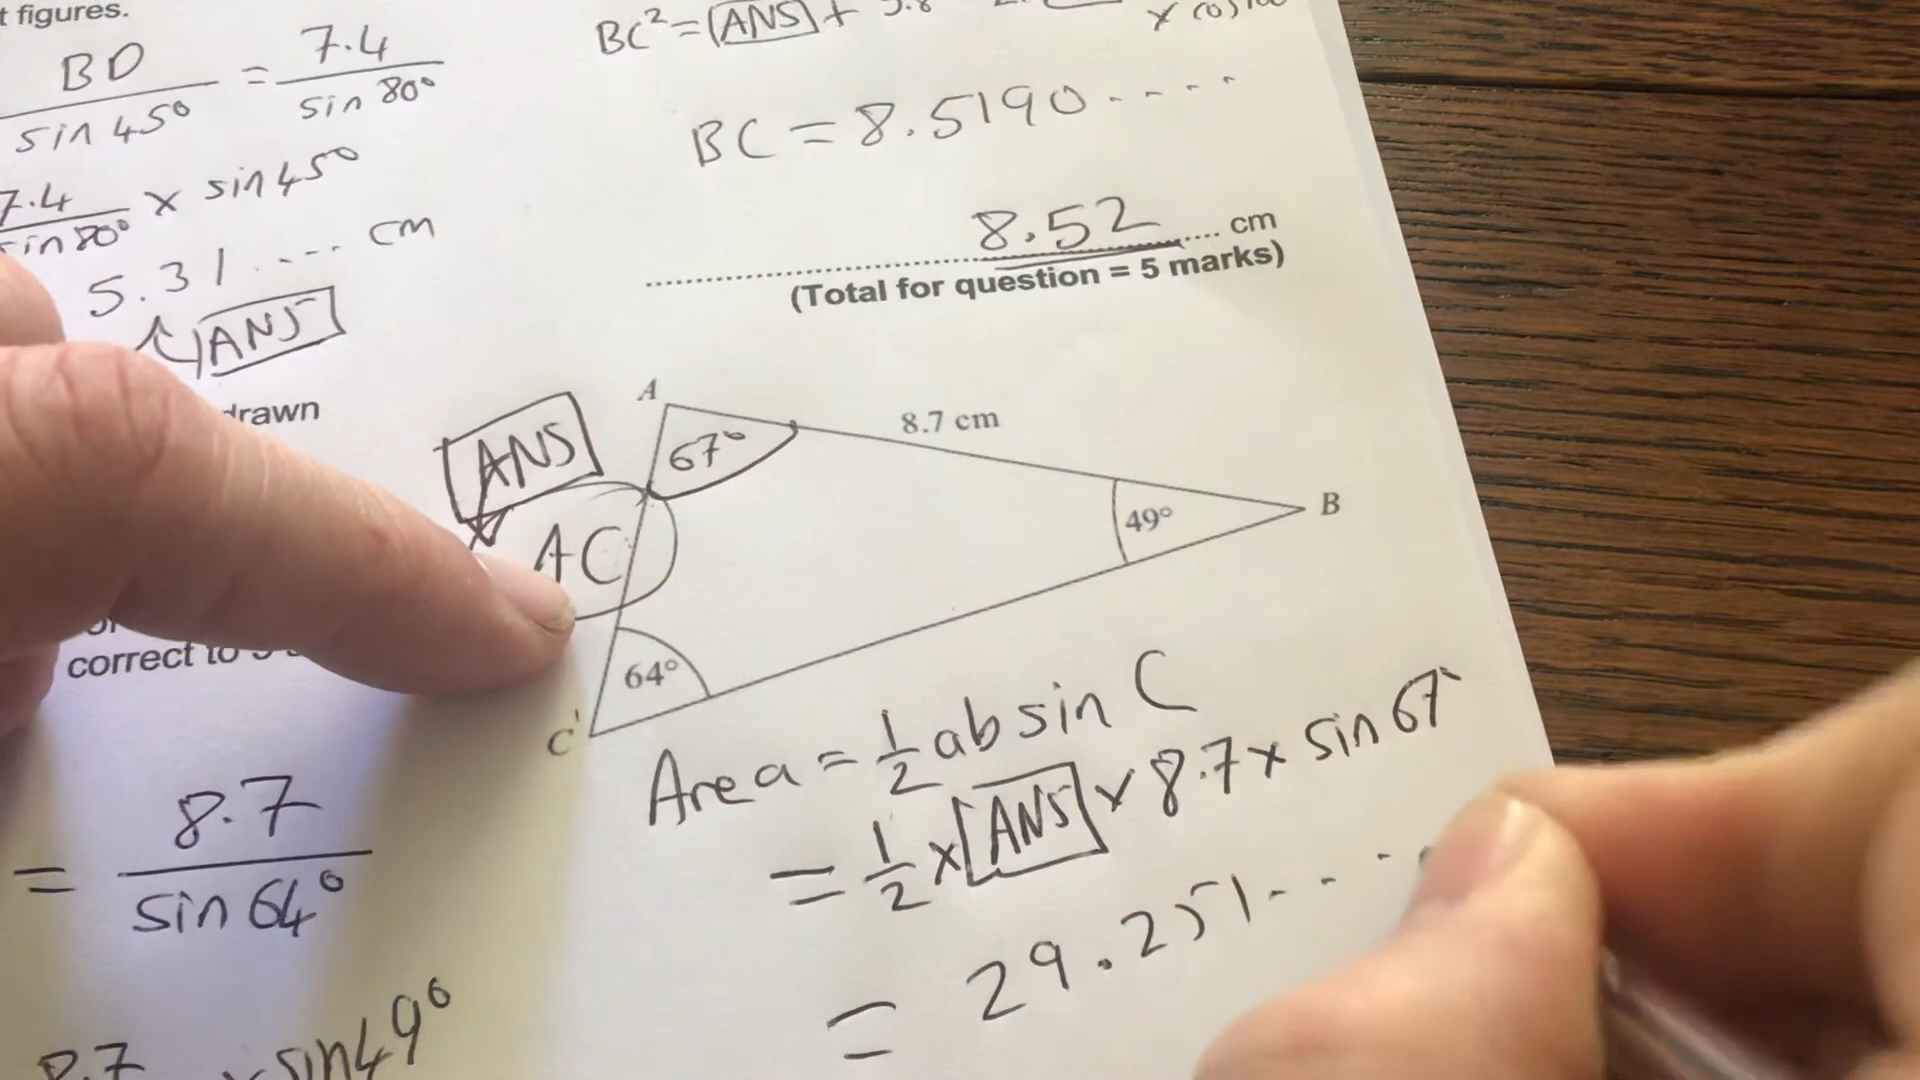 t figures.
BD / sin 45° = 7.4 / sin 80°
7.4 / sin 80° × sin 45°
5.31.... cm
ANS
BC² = ANS +
BC = 8.5190....
8.52 cm
(Total for question = 5 marks)
drawn
correct to
A
67°
8.7 cm
ANS
AC
49°
B
64°
C
= 8.7 / sin 64°
8.7 × sin 49°
Area = ½ ab sin C
= ½ × ANS × 8.7 × sin 67°
= 29.251....